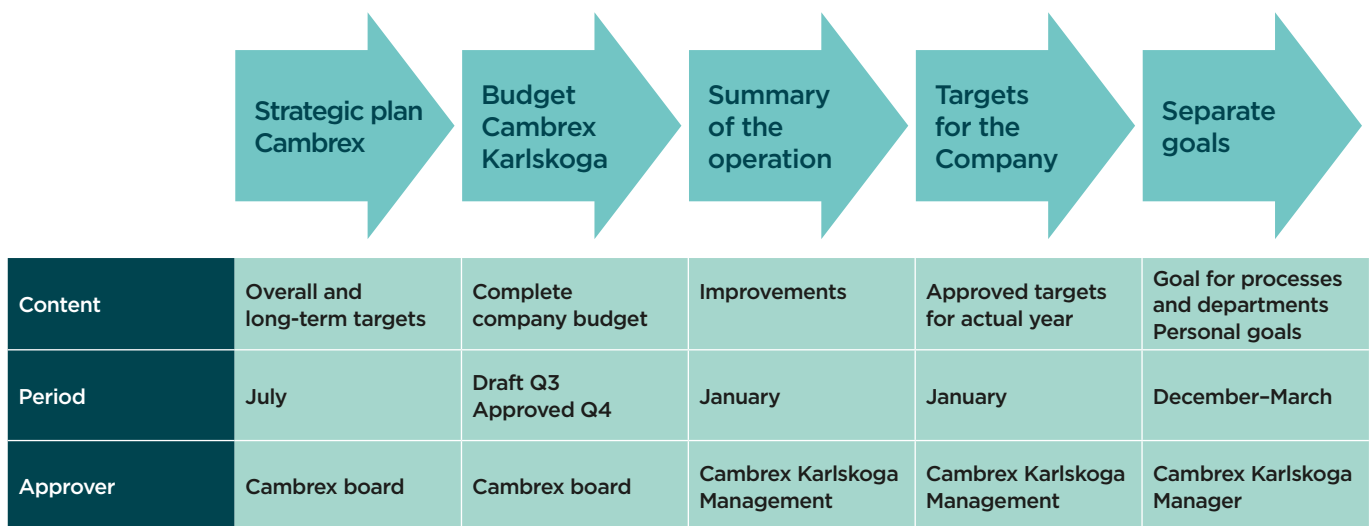 Strategic plan
Cambrex
Budget
Cambrex
Karlskoga
Summary
of the
operation
Targets
for the
Company
Separate
goals
Content
Overall and
long-term targets
Complete
company budget
Improvements
Approved targets
for actual year
Goal for processes
and departments
Personal goals
Period
July
Draft Q3
Approved Q4
January
January
December–March
Approver
Cambrex board
Cambrex board
Cambrex Karlskoga
Management
Cambrex Karlskoga
Management
Cambrex Karlskoga
Manager